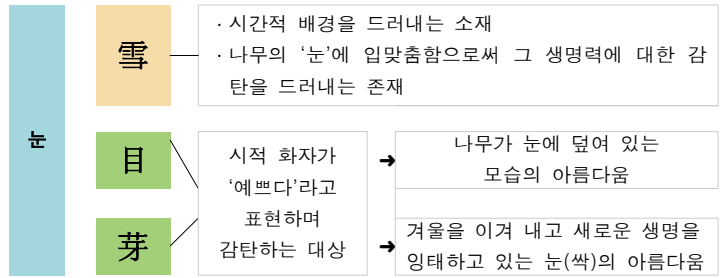 눈
雪
· 시간적 배경을 드러내는 소재
· 나무의 ‘눈’에 입맞춤함으로써 그 생명력에 대한 감
탄을 드러내는 존재
目
芽
시적 화자가
‘예쁘다’라고
표현하며
감탄하는 대상
➜
나무가 눈에 덮여 있는
모습의 아름다움
➜
겨울을 이겨 내고 새로운 생명을
잉태하고 있는 눈(싹)의 아름다움